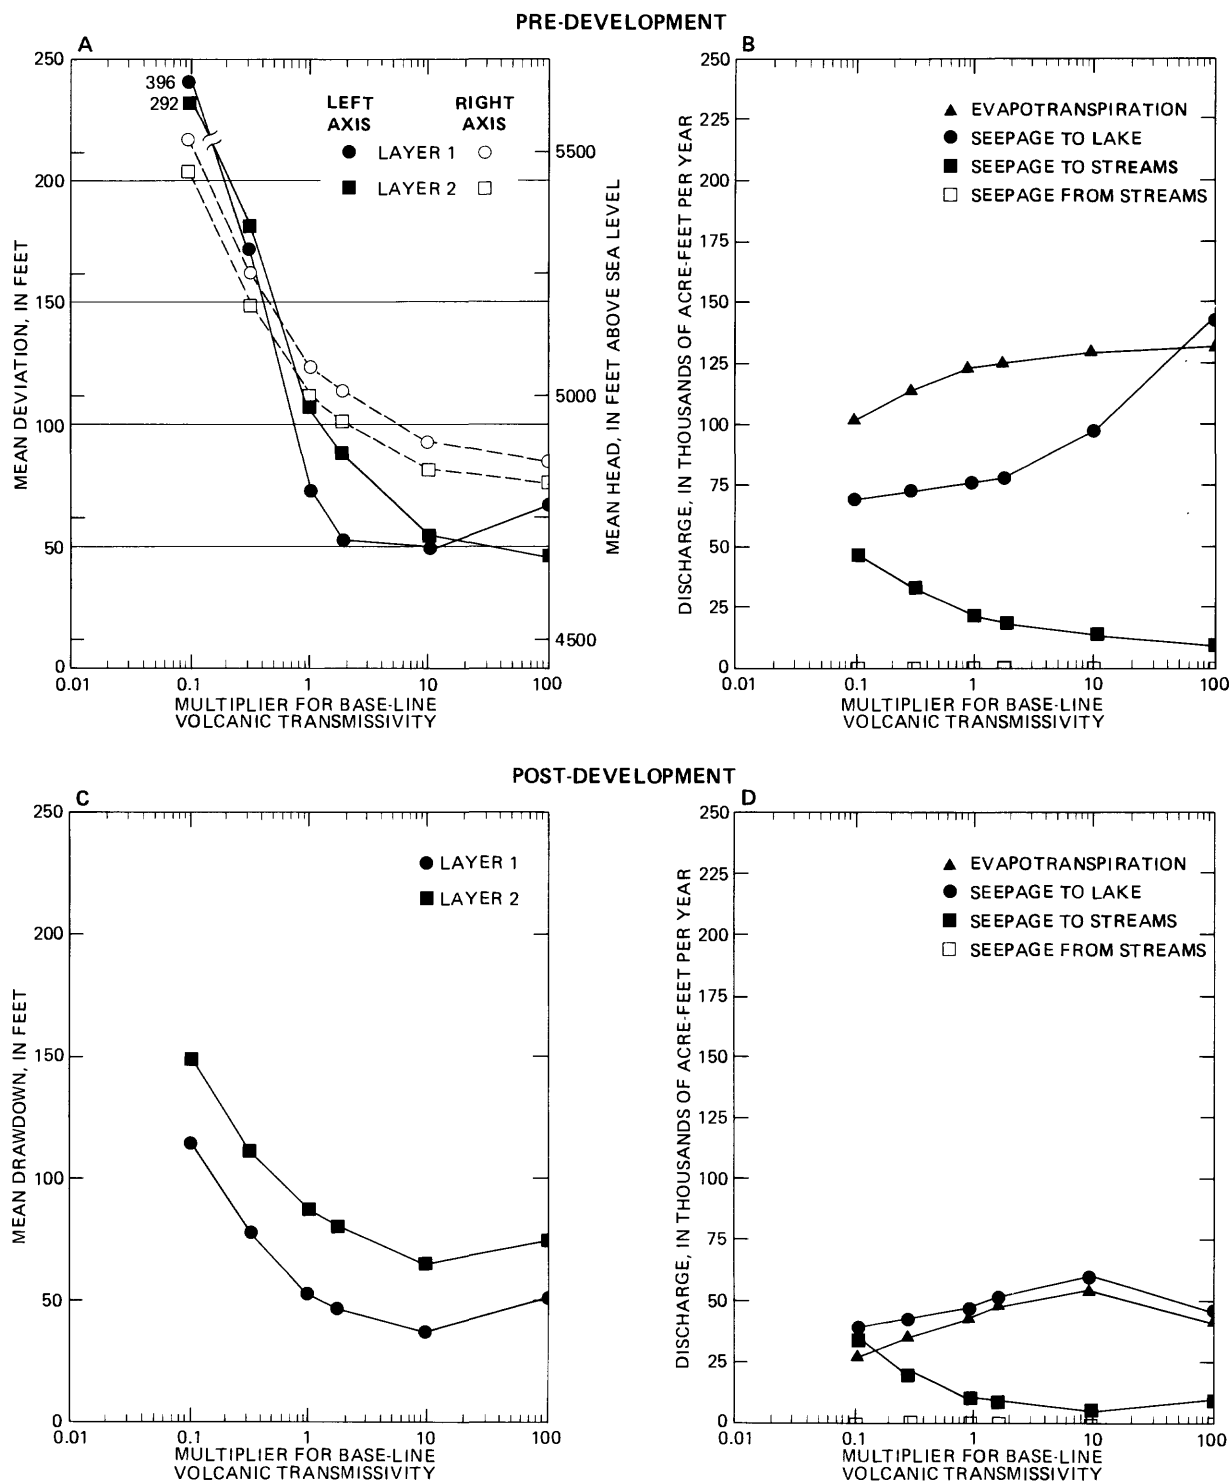 PRE-DEVELOPMENT
A
250
200
150
100
50
0
396
292
LEFT AXIS
RIGHT AXIS
LAYER 1
LAYER 2
5500
5000
4500
MEAN DEVIATION, IN FEET
MEAN HEAD, IN FEET ABOVE SEA LEVEL
0.01 0.1 1 10 100
MULTIPLIER FOR BASE-LINE
VOLCANIC TRANSMISSIVITY
B
250
225
200
175
150
125
100
75
50
25
0
EVAPOTRANSPIRATION
SEEPAGE TO LAKE
SEEPAGE TO STREAMS
SEEPAGE FROM STREAMS
DISCHARGE, IN THOUSANDS OF ACRE-FEET PER YEAR
0.01 0.1 1 10 100
MULTIPLIER FOR BASE-LINE
VOLCANIC TRANSMISSIVITY
POST-DEVELOPMENT
C
250
200
150
100
50
0
LAYER 1
LAYER 2
MEAN DRAWDOWN, IN FEET
0.01 0.1 1 10 100
MULTIPLIER FOR BASE-LINE
VOLCANIC TRANSMISSIVITY
D
250
225
200
175
150
125
100
75
50
25
0
EVAPOTRANSPIRATION
SEEPAGE TO LAKE
SEEPAGE TO STREAMS
SEEPAGE FROM STREAMS
DISCHARGE, IN THOUSANDS OF ACRE-FEET PER YEAR
0.01 0.1 1 10 100
MULTIPLIER FOR BASE-LINE
VOLCANIC TRANSMISSIVITY